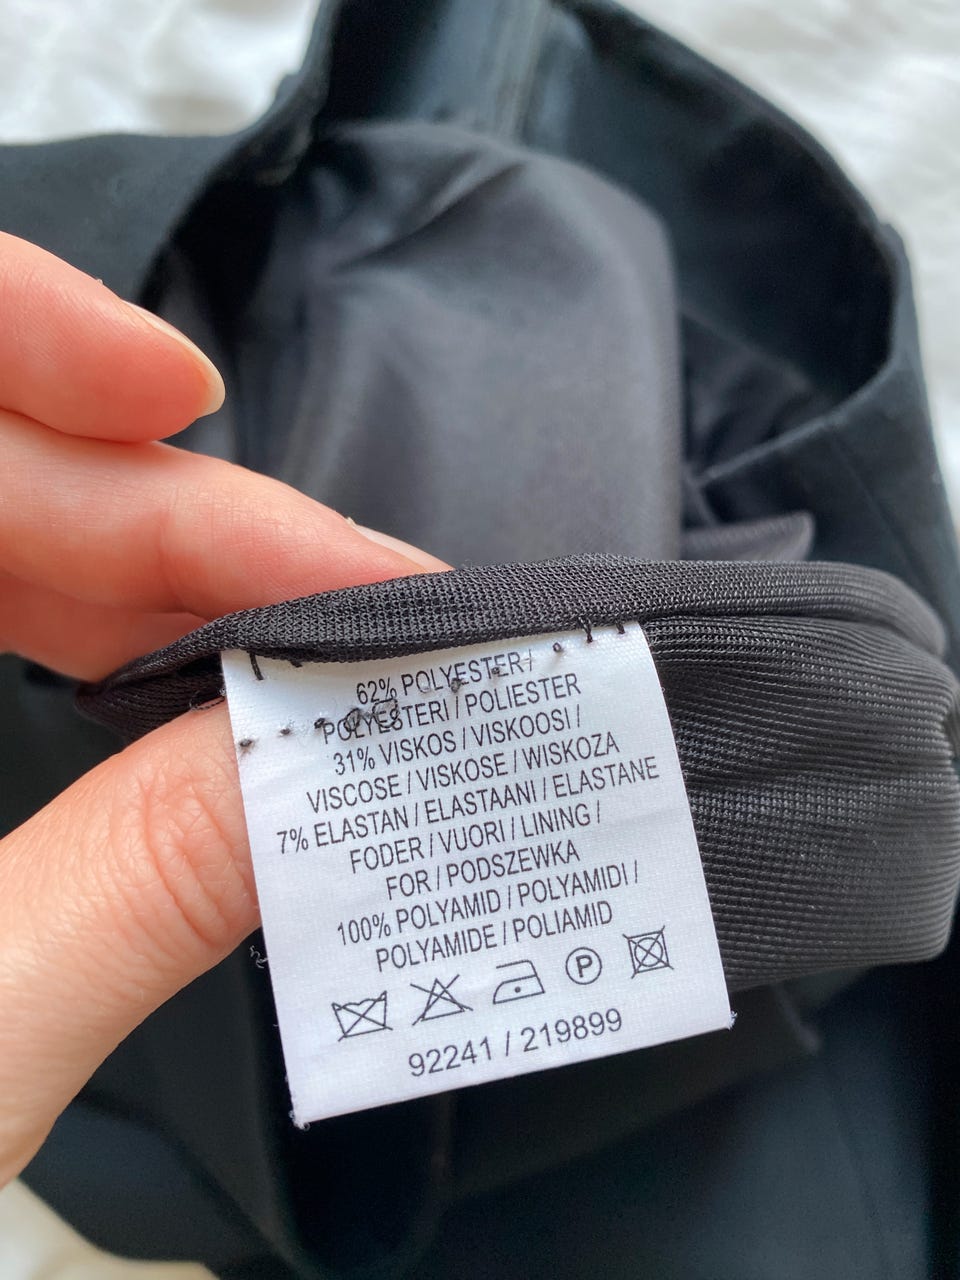 62% POLYESTER /
POLYESTERI / POLIESTER
31% VISKOS / VISKOOSI /
VISCOSE / VISKOSE / WISKOZA
7% ELASTAN / ELASTAANI / ELASTANE
FODER / VUORI / LINING /
FOR / PODSZEWKA
100% POLYAMID / POLYAMIDI /
POLYAMIDE / POLIAMID
P
92241 / 219899